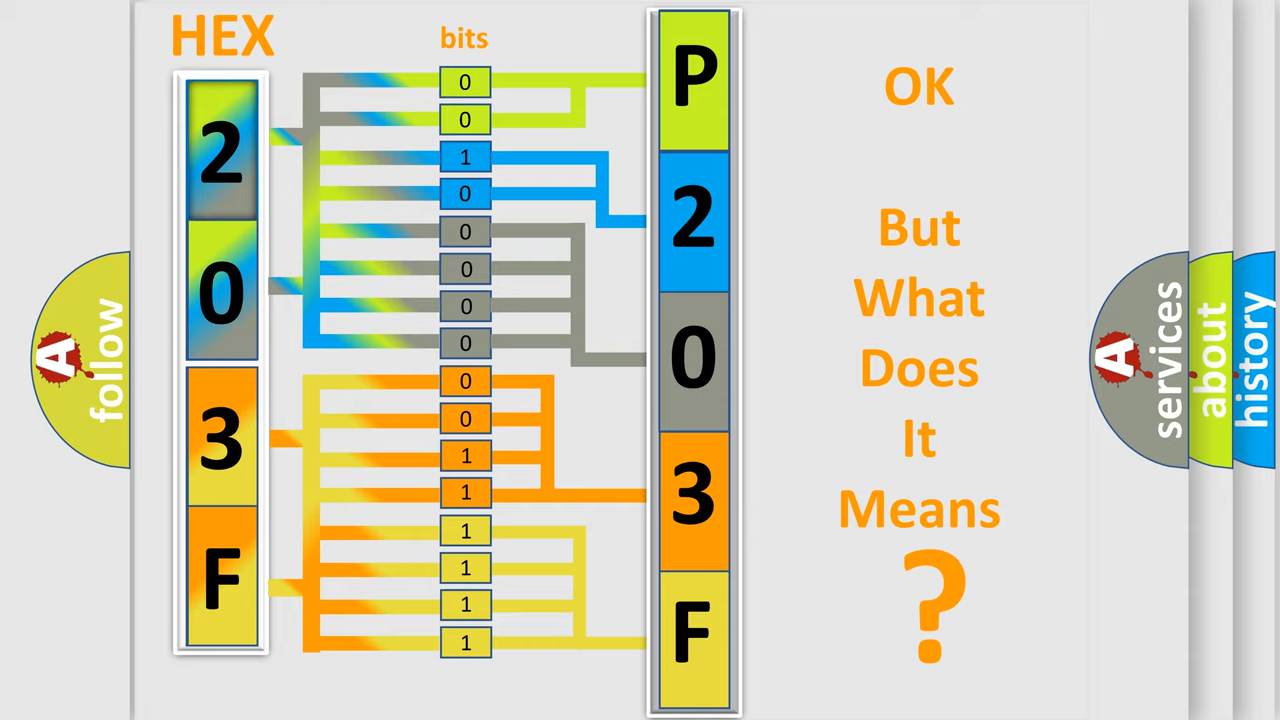 HEX
bits
2
0
3
F
0
0
1
0
0
0
0
0
0
0
1
1
1
1
1
1
P
2
0
3
F
OK
But
What
Does
It
Means
?
A
follow
A
services
about
history